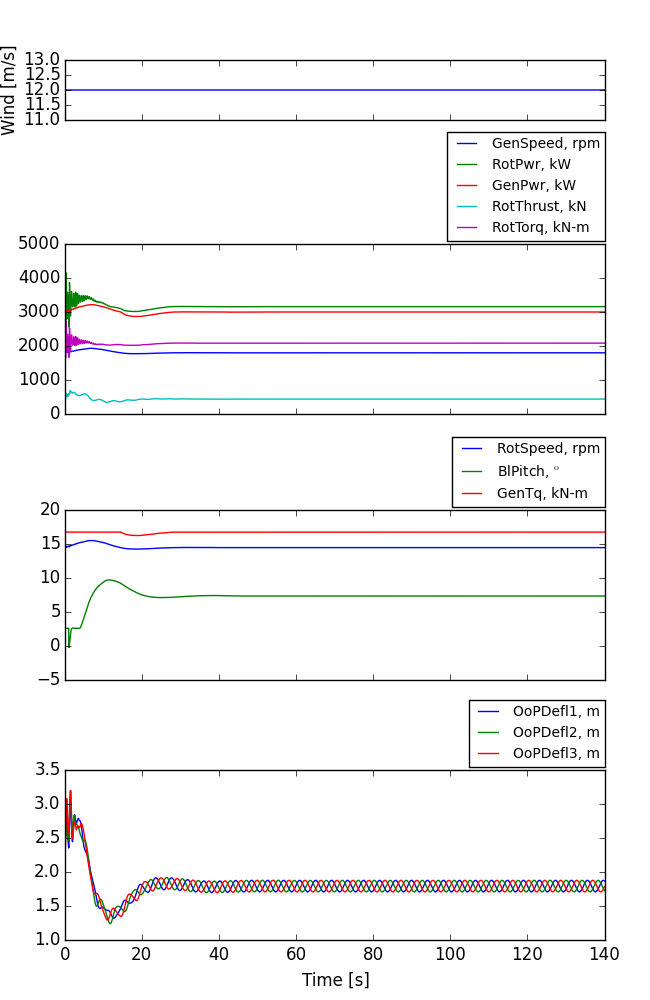 Wind [m/s]
13.0
12.5
12.0
11.5
11.0
GenSpeed, rpm
RotPwr, kW
GenPwr, kW
RotThrust, kN
RotTorq, kN-m
5000
4000
3000
2000
1000
0
RotSpeed, rpm
BlPitch, °
GenTq, kN-m
20
15
10
5
0
−5
OoPDefl1, m
OoPDefl2, m
OoPDefl3, m
3.5
3.0
2.5
2.0
1.5
1.0
0 20 40 60 80 100 120 140
Time [s]